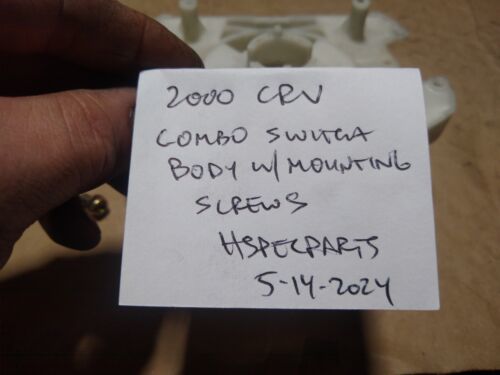 2000 CRV
COMBO SWITCH
BODY W/ MOUNTING
SCREWS
HSPECPARTS
5-14-2024